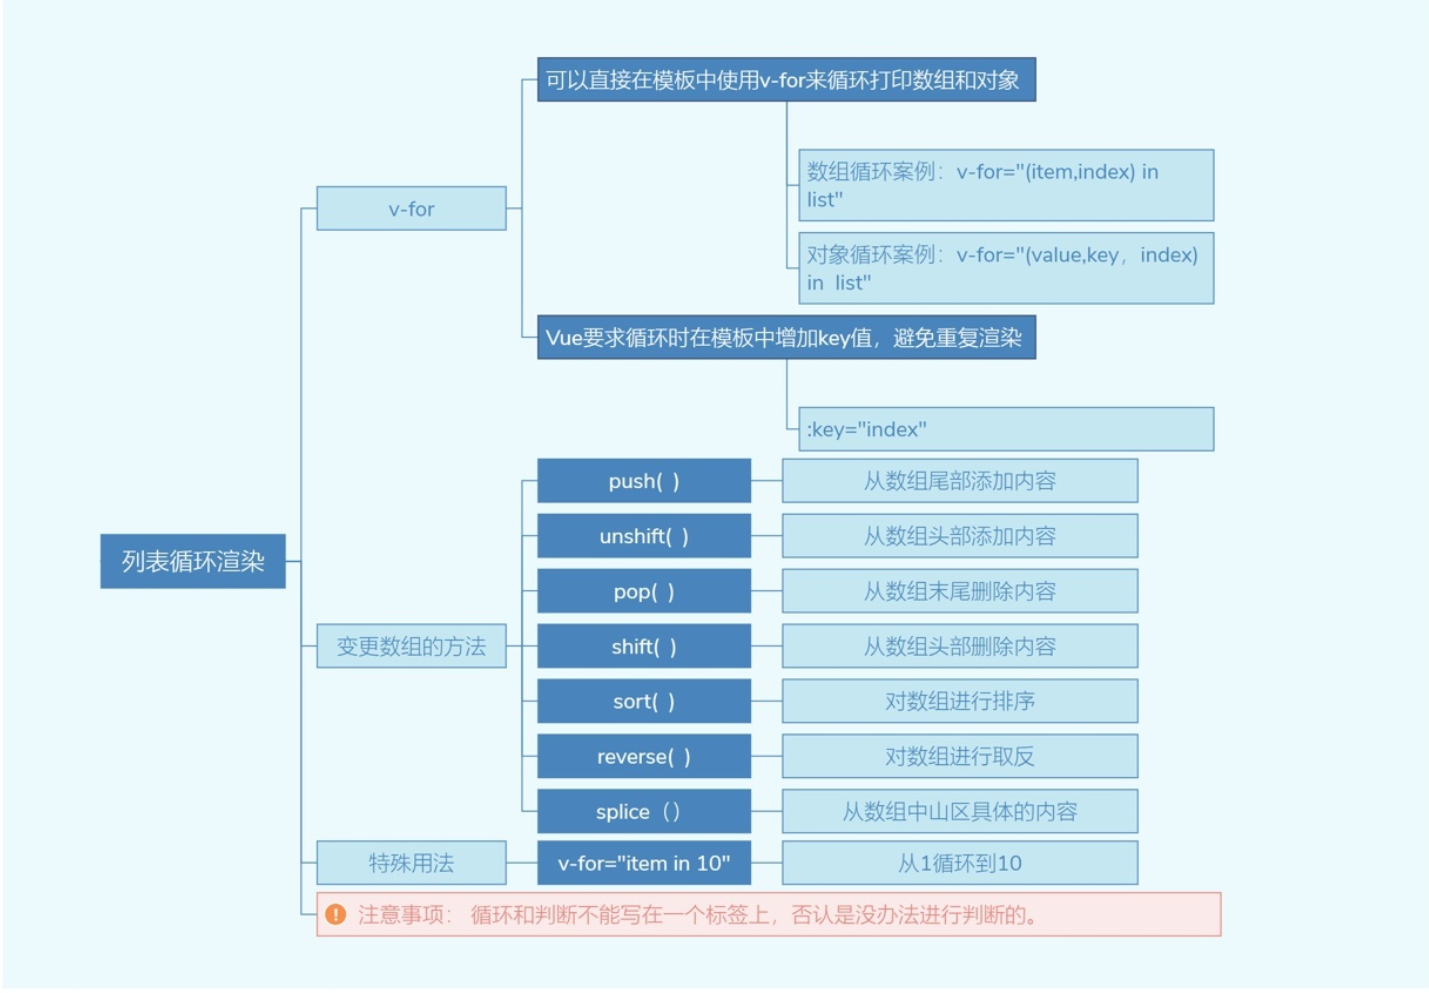 可以直接在模板中使用v-for来循环打印数组和对象
数组循环案例：v-for="(item,index) in
list"
v-for
对象循环案例：v-for="(value,key，index)
in  list"
Vue要求循环时在模板中增加key值，避免重复渲染
:key="index"
push( ) 从数组尾部添加内容
unshift( ) 从数组头部添加内容
列表循环渲染
pop( ) 从数组末尾删除内容
变更数组的方法
shift( ) 从数组头部删除内容
sort( ) 对数组进行排序
reverse( ) 对数组进行取反
splice（） 从数组中山区具体的内容
特殊用法 v-for="item in 10" 从1循环到10
注意事项： 循环和判断不能写在一个标签上，否认是没办法进行判断的。